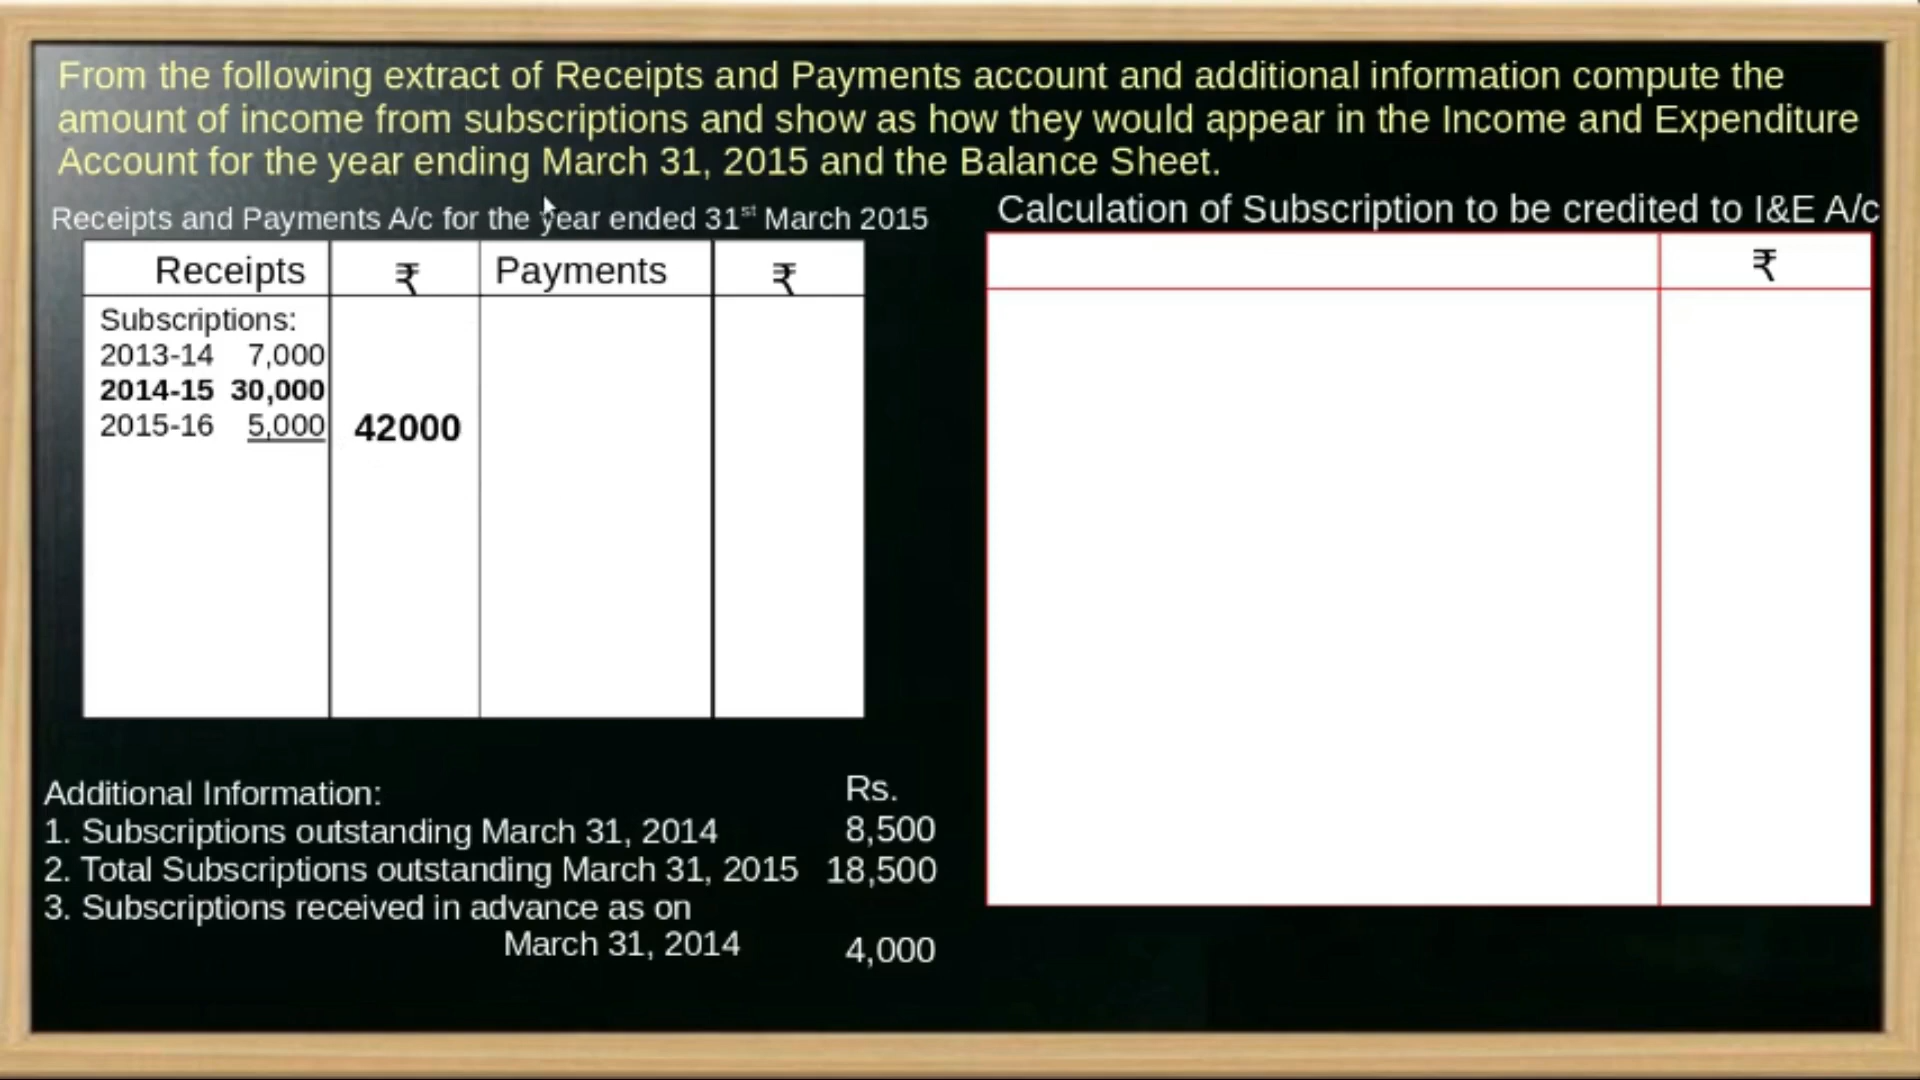 From the following extract of Receipts and Payments account and additional information compute the
amount of income from subscriptions and show as how they would appear in the Income and Expenditure
Account for the year ending March 31, 2015 and the Balance Sheet.
Receipts and Payments A/c for the year ended 31st March 2015
Receipts ₹ Payments ₹
Subscriptions:
2013-14 7,000
2014-15 30,000
2015-16 5,000 42000
Additional Information: Rs.
1. Subscriptions outstanding March 31, 2014 8,500
2. Total Subscriptions outstanding March 31, 2015 18,500
3. Subscriptions received in advance as on
March 31, 2014 4,000
Calculation of Subscription to be credited to I&E A/c
₹